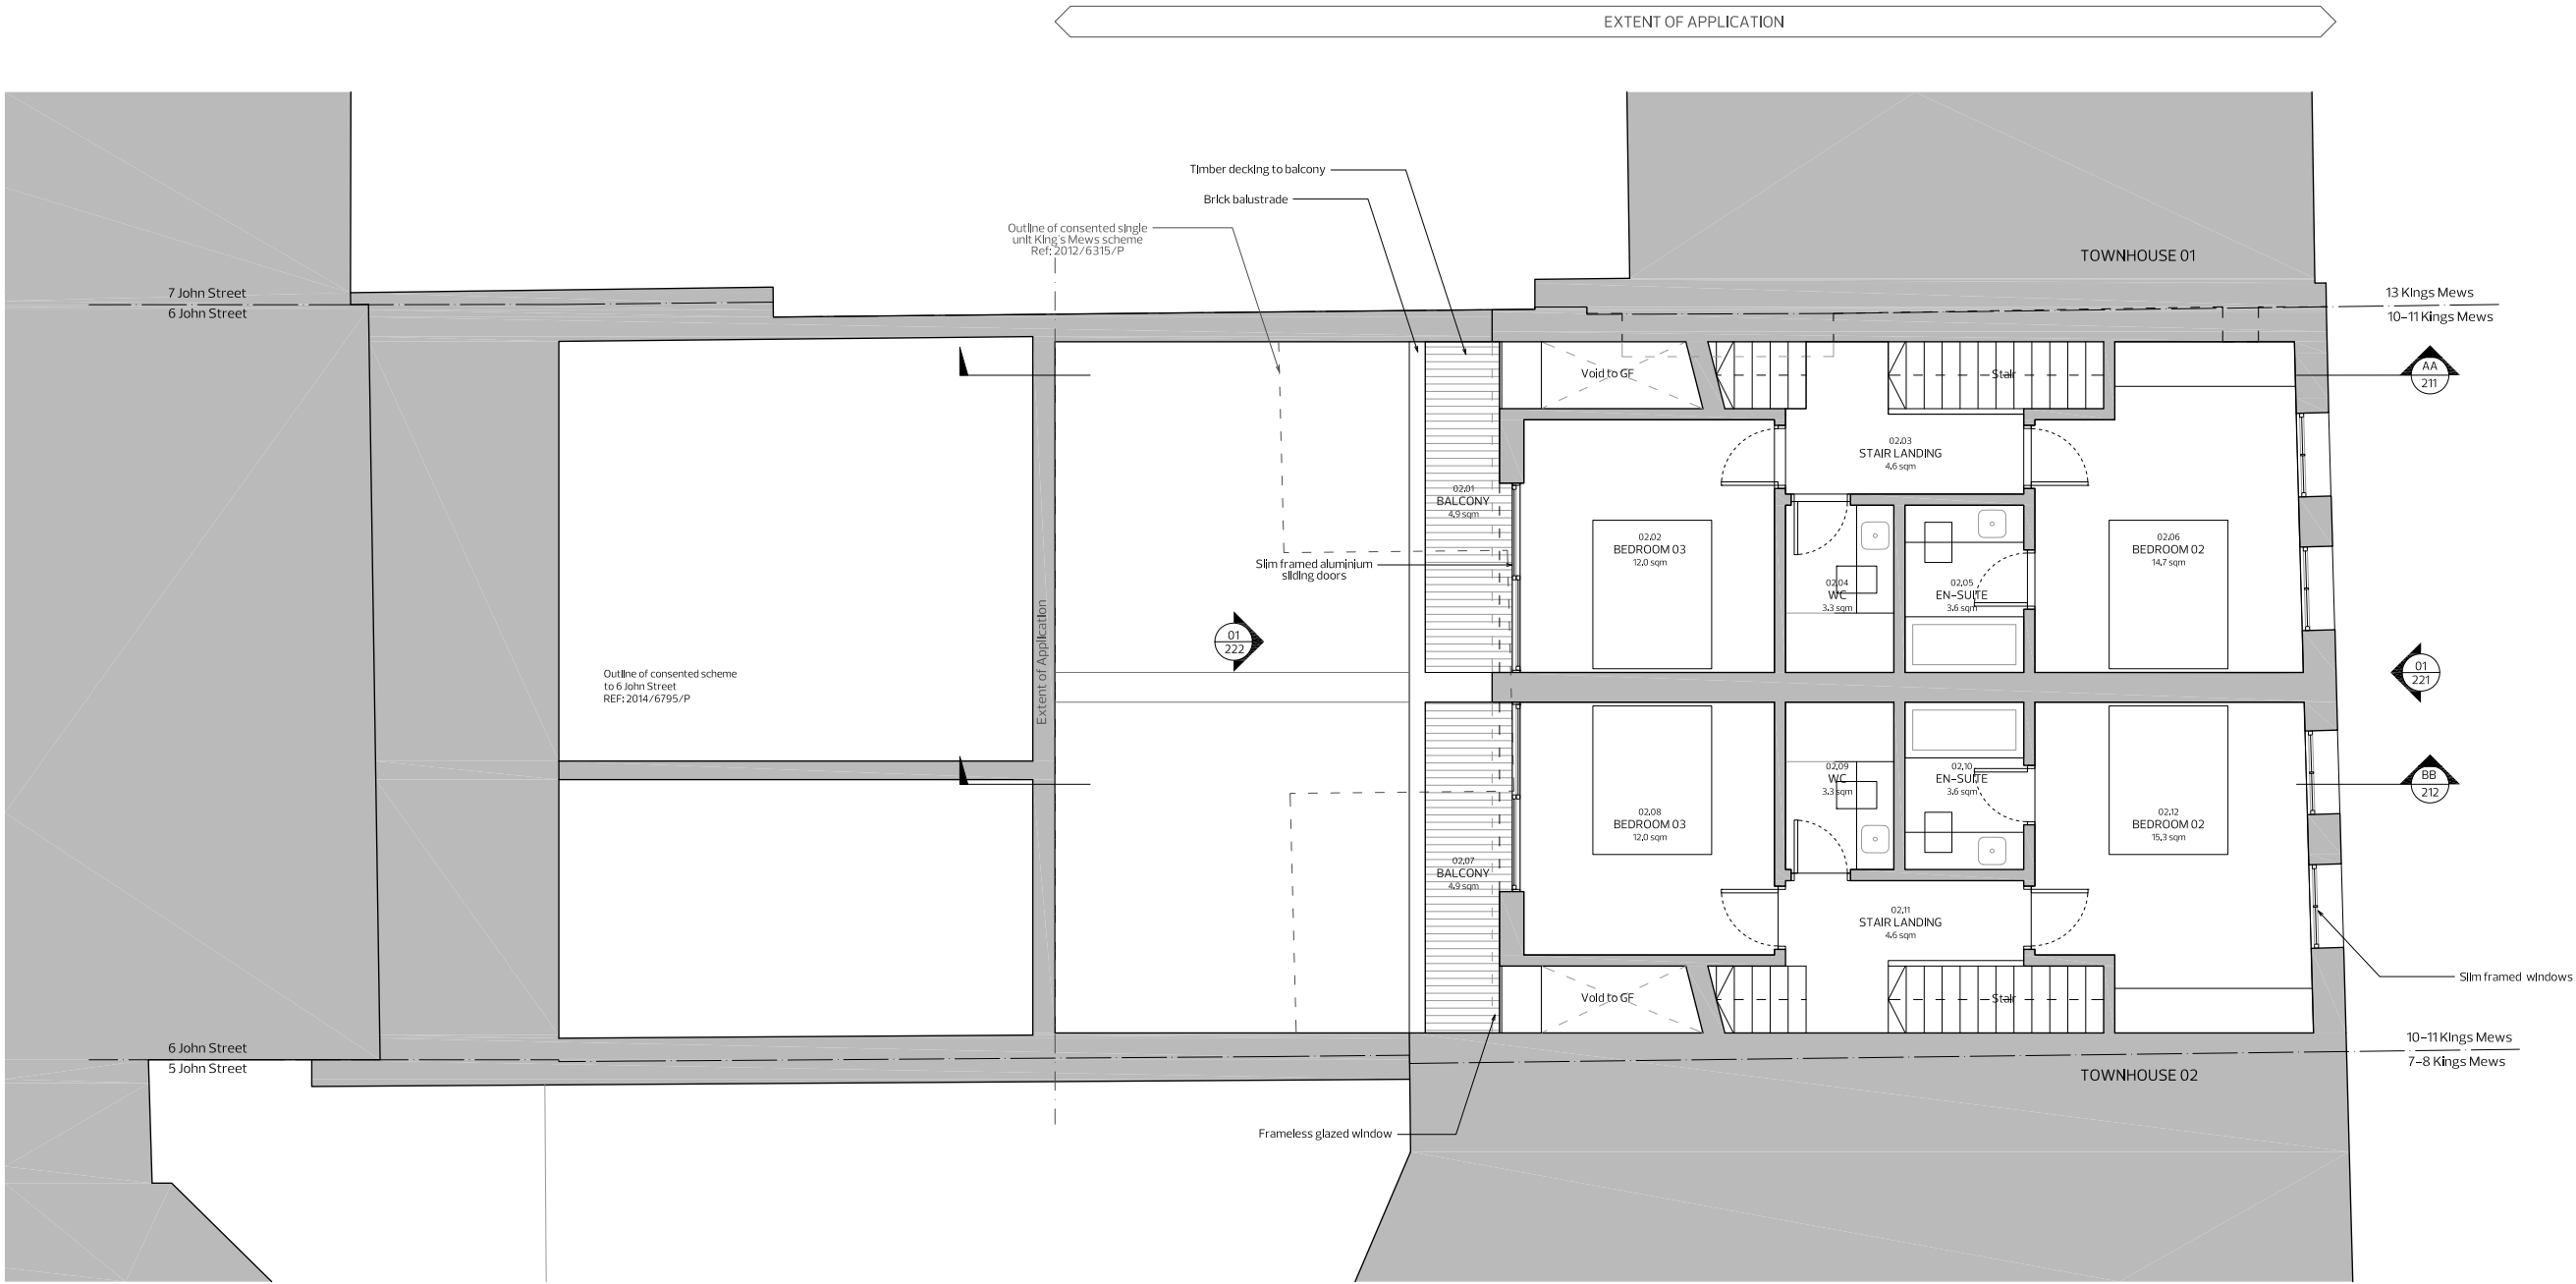 EXTENT OF APPLICATION
Timber decking to balcony
Brick balustrade
Outline of consented single
unit King's Mews scheme
Ref: 2012/6315/P
TOWNHOUSE 01
7 John Street
6 John Street
13 Kings Mews
10-11 Kings Mews
Void to GF
Stair
AA
211
02.03
STAIR LANDING
4.6 sqm
02.01
BALCONY
4.9 sqm
02.02
BEDROOM 03
12.0 sqm
02.06
BEDROOM 02
14.7 sqm
Slim framed aluminium
sliding doors
02.04
WC
3.3 sqm
02.05
EN-SUITE
3.6 sqm
Extent of Application
01
222
Outline of consented scheme
to 6 John Street
REF: 2014/6795/P
01
221
02.09
WC
3.3 sqm
02.10
EN-SUITE
3.6 sqm
BB
212
02.08
BEDROOM 03
12.0 sqm
02.12
BEDROOM 02
15.3 sqm
02.07
BALCONY
4.9 sqm
02.11
STAIR LANDING
4.6 sqm
Slim framed windows
Void to GF
Stair
6 John Street
5 John Street
10-11 Kings Mews
7-8 Kings Mews
TOWNHOUSE 02
Frameless glazed window